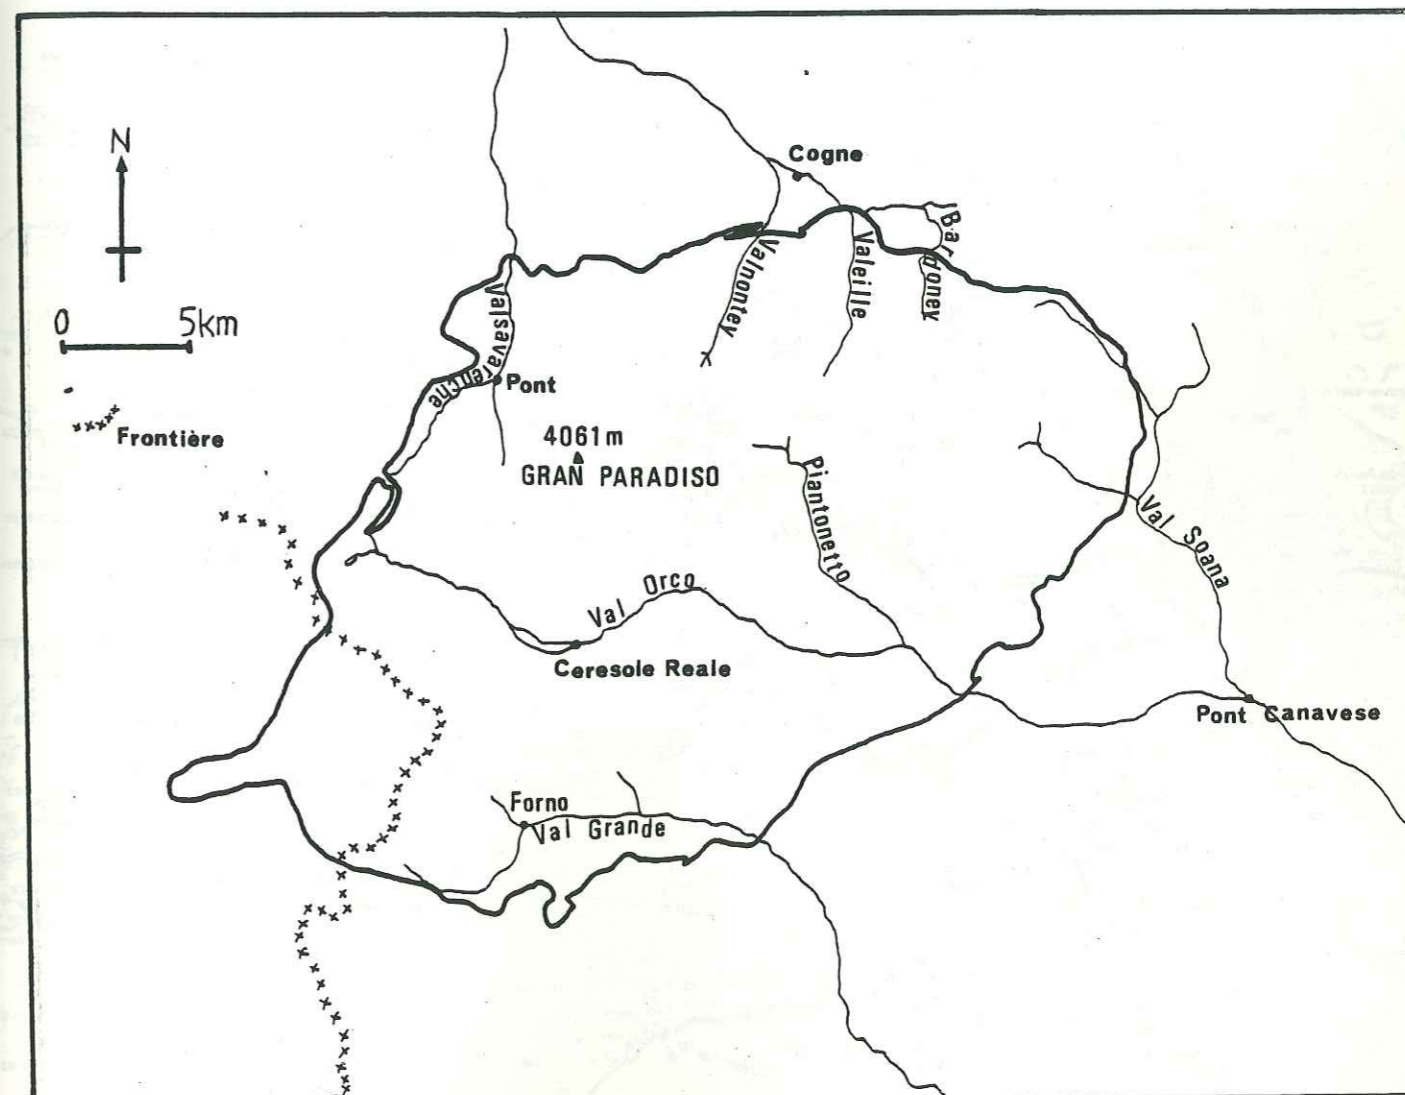 N
Cogne
0 5km
Bardoney
Valnontey
Valeille
Valsavarenche
Pont
Frontière
4061m
GRAN PARADISO
Piantonetto
Val Soana
Val Orco
Ceresole Reale
Pont Canavese
Forno
Val Grande